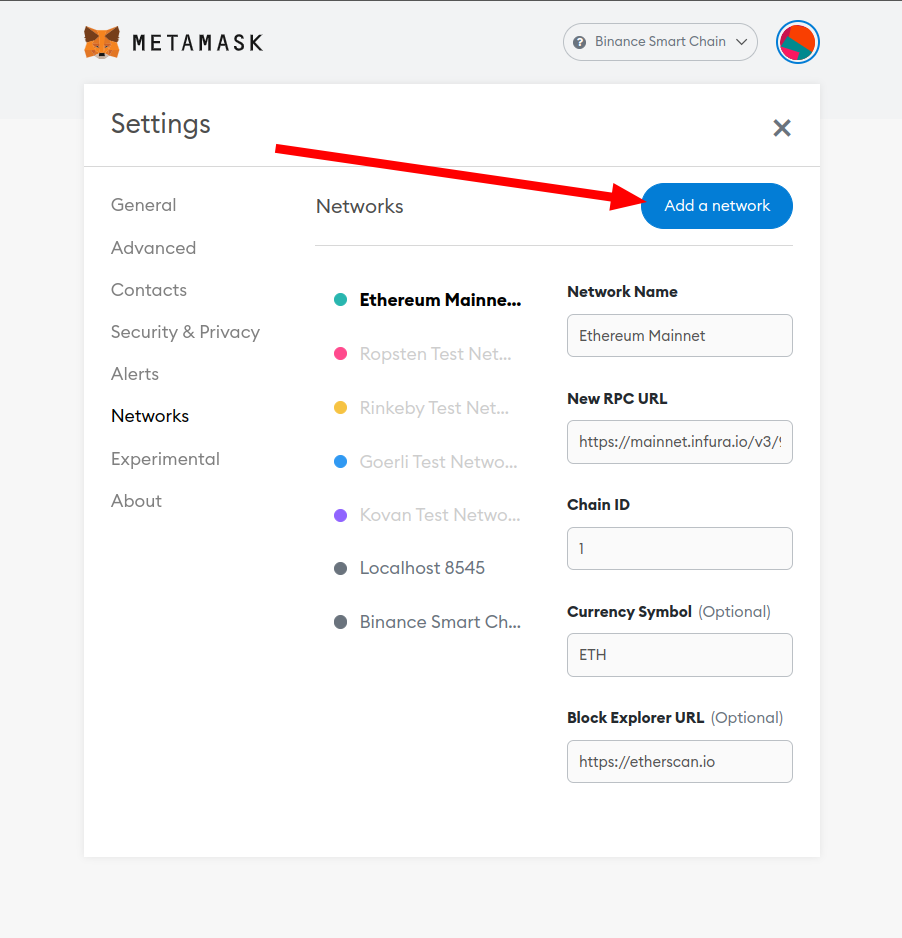 METAMASK
Binance Smart Chain
Settings
General
Advanced
Contacts
Security & Privacy
Alerts
Networks
Experimental
About
Networks
Add a network
Ethereum Mainne...
Ropsten Test Net...
Rinkeby Test Net...
Goerli Test Netwo...
Kovan Test Netwo...
Localhost 8545
Binance Smart Ch...
Network Name
Ethereum Mainnet
New RPC URL
https://mainnet.infura.io/v3/9
Chain ID
1
Currency Symbol (Optional)
ETH
Block Explorer URL (Optional)
https://etherscan.io